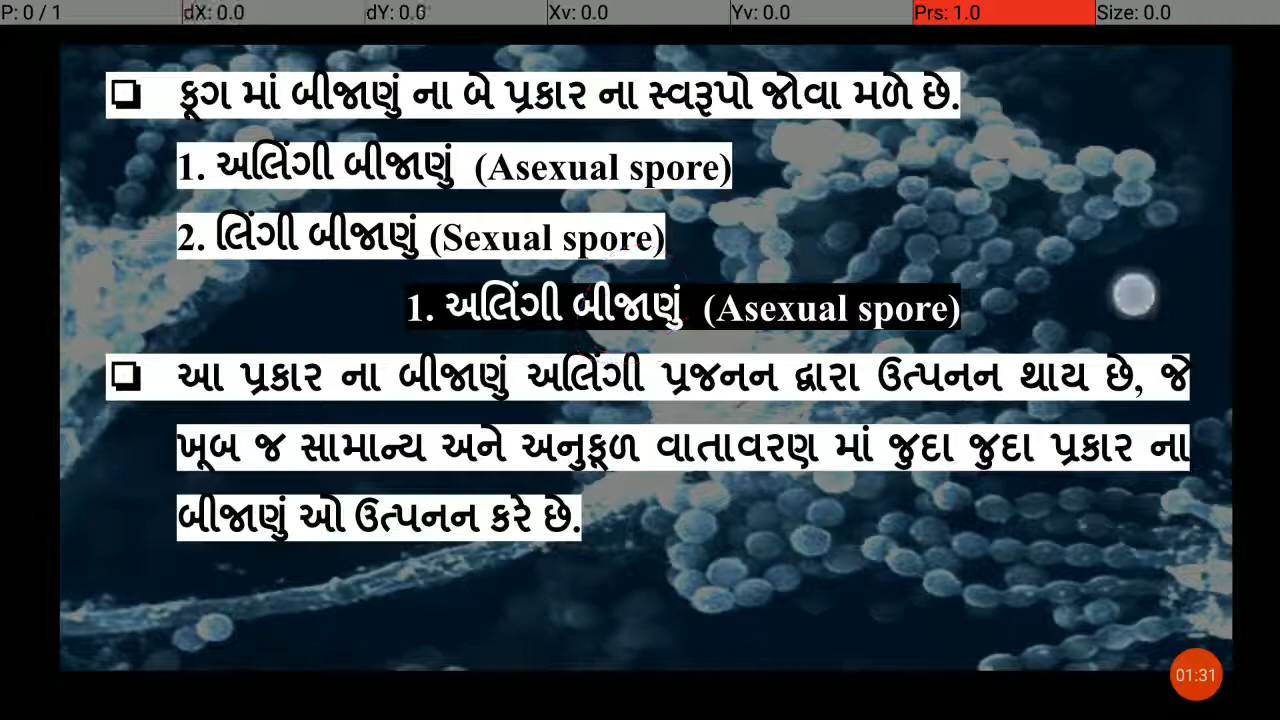 P: 0 / 1 dX: 0.0 dY: 0.0 Xv: 0.0 Yv: 0.0 Prs: 1.0 Size: 0.0
❑ ફૂગ માં બીજાણું ના બે પ્રકાર ના સ્વરૂપો જોવા મળે છે.
1. અલિંગી બીજાણું (Asexual spore)
2. લિંગી બીજાણું (Sexual spore)
1. અલિંગી બીજાણું (Asexual spore)
❑ આ પ્રકાર ના બીજાણું અલિંગી પ્રજનન દ્વારા ઉત્પનન થાય છે, જે
ખૂબ જ સામાન્ય અને અનુકૂળ વાતાવરણ માં જુદા જુદા પ્રકાર ના
બીજાણું ઓ ઉત્પનન કરે છે.
01:31